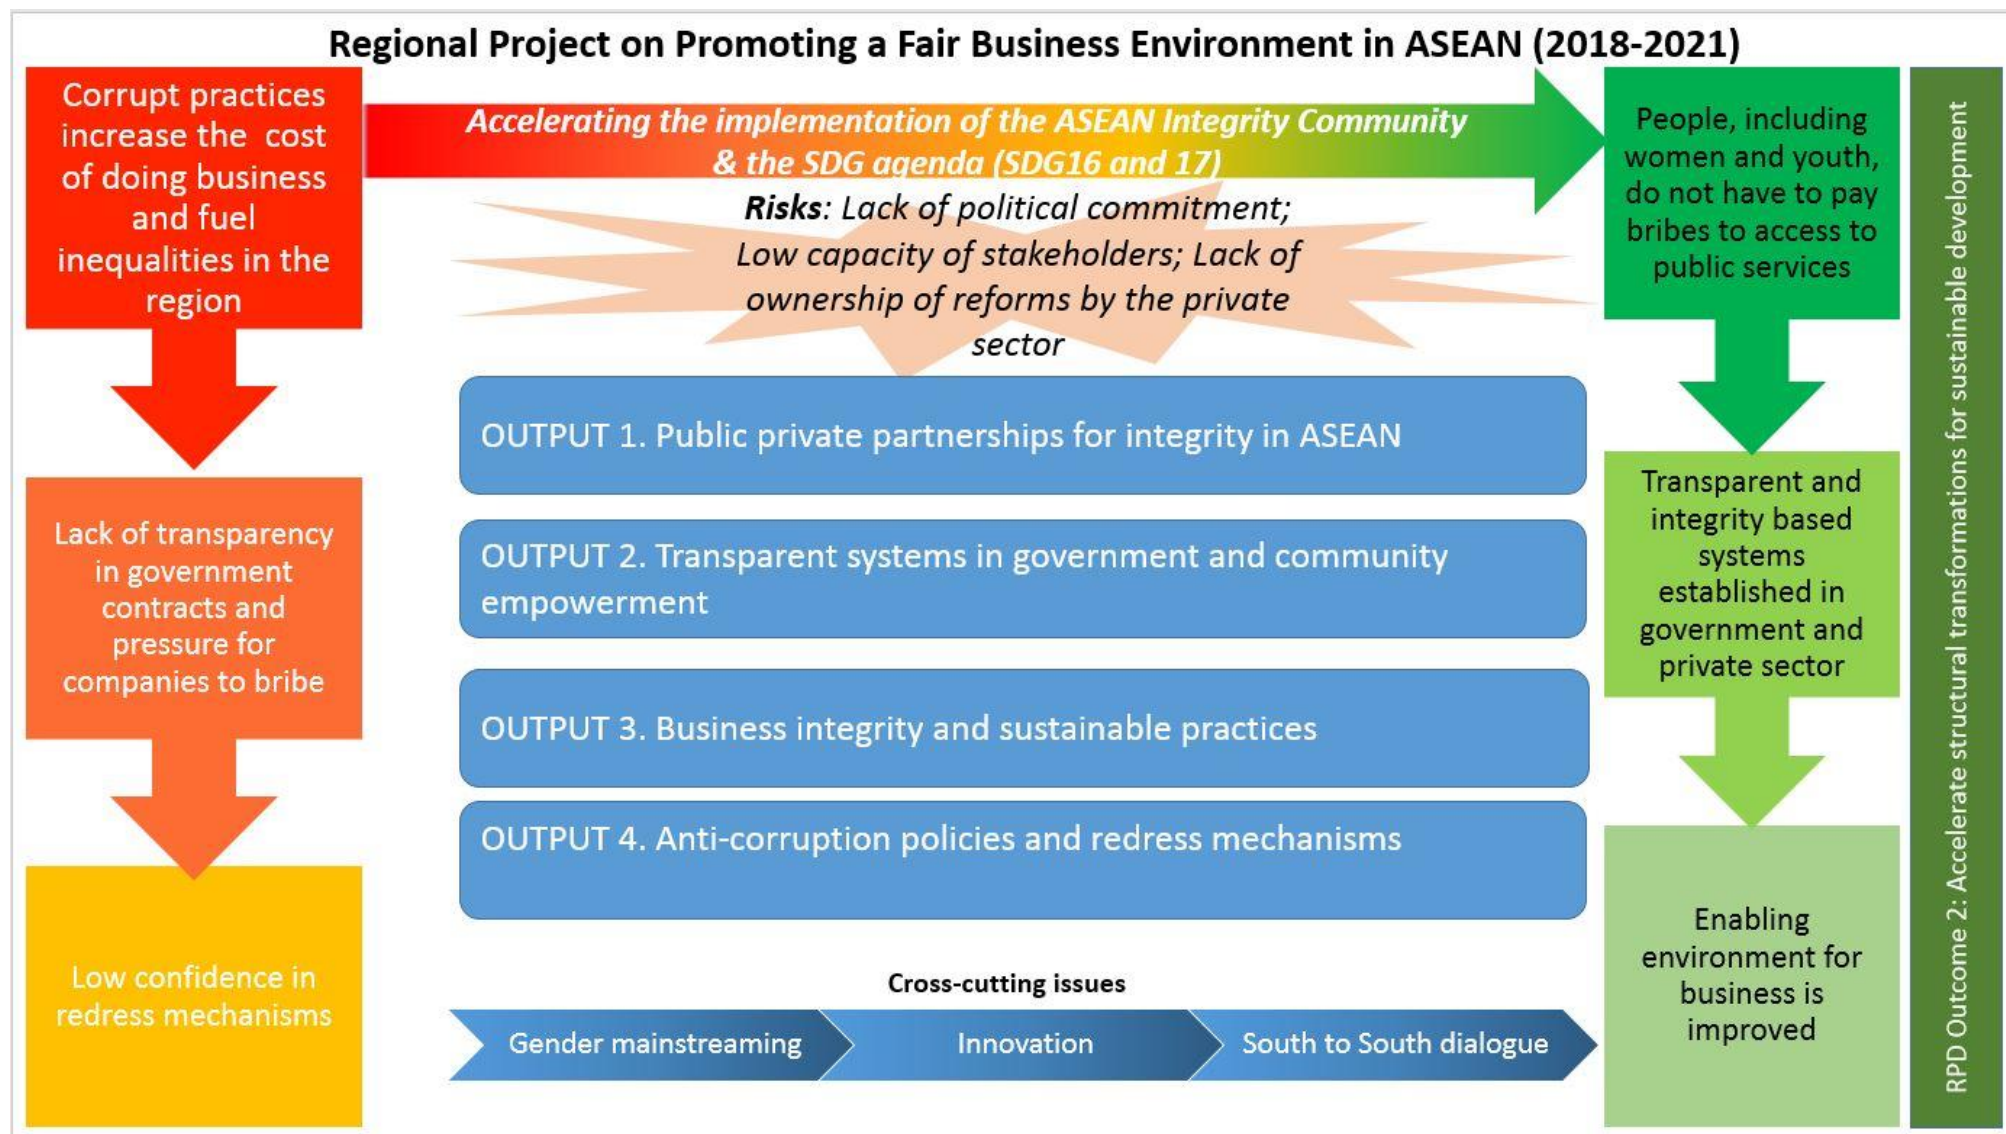 Regional Project on Promoting a Fair Business Environment in ASEAN (2018-2021)
Corrupt practices
increase the cost
of doing business
and fuel
inequalities in the
region
Lack of transparency
in government
contracts and
pressure for
companies to bribe
Low confidence in
redress mechanisms
Accelerating the implementation of the ASEAN Integrity Community
& the SDG agenda (SDG16 and 17)
Risks: Lack of political commitment;
Low capacity of stakeholders; Lack of
ownership of reforms by the private
sector
OUTPUT 1. Public private partnerships for integrity in ASEAN
OUTPUT 2. Transparent systems in government and community
empowerment
OUTPUT 3. Business integrity and sustainable practices
OUTPUT 4. Anti-corruption policies and redress mechanisms
Cross-cutting issues
Gender mainstreaming
Innovation
South to South dialogue
People, including
women and youth,
do not have to pay
bribes to access to
public services
Transparent and
integrity based
systems
established in
government and
private sector
Enabling
environment for
business is
improved
RPD Outcome 2: Accelerate structural transformations for sustainable development